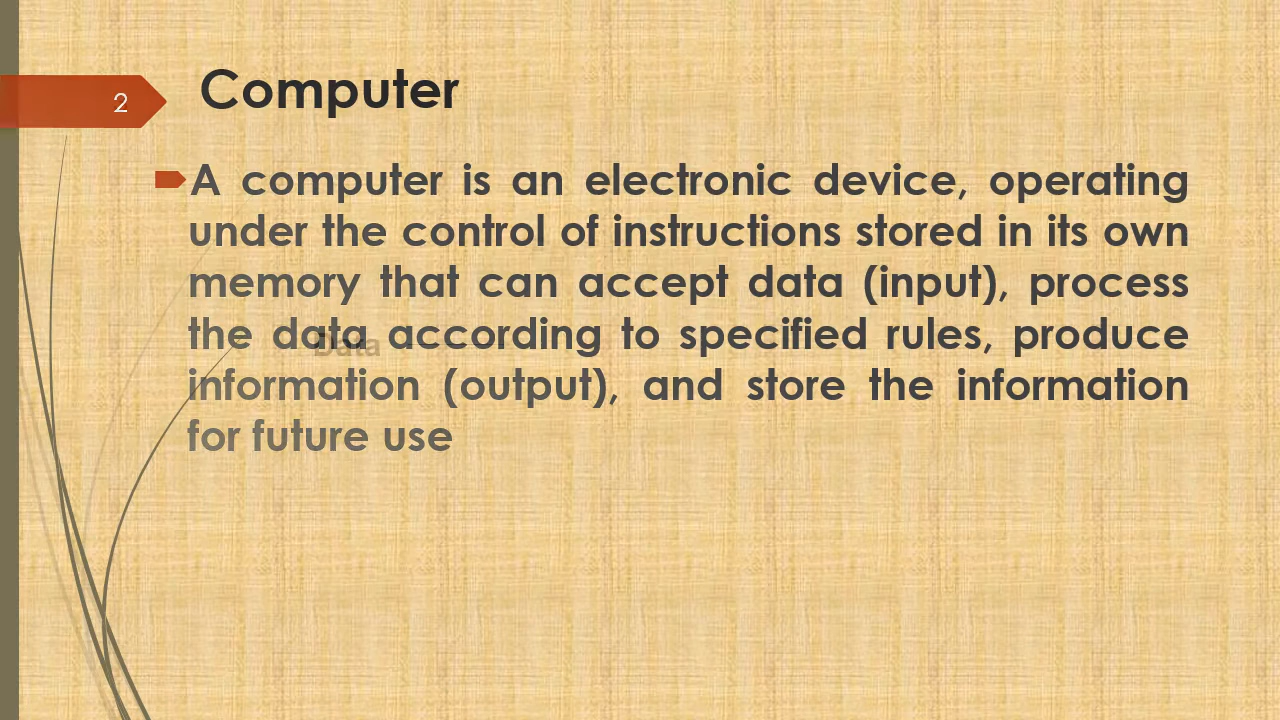 Computer
2
A computer is an electronic device, operating
under the control of instructions stored in its own
memory that can accept data (input), process
the data according to specified rules, produce
information (output), and store the information
for future use
Data